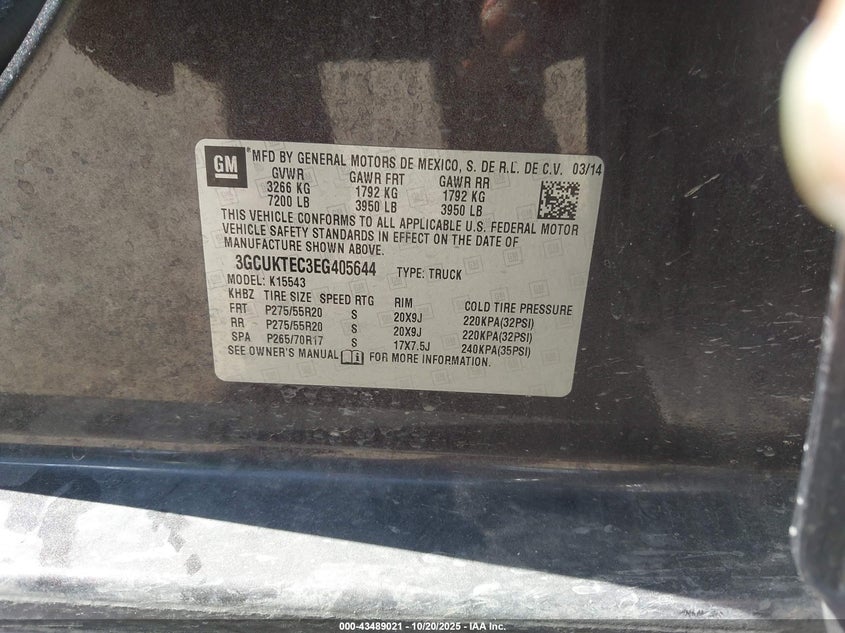 GM ® MFD BY GENERAL MOTORS DE MEXICO, S. DE R.L. DE C.V. 03/14
GVWR GAWR FRT GAWR RR
3266 KG 1792 KG 1792 KG
7200 LB 3950 LB 3950 LB
THIS VEHICLE CONFORMS TO ALL APPLICABLE U.S. FEDERAL MOTOR
VEHICLE SAFETY STANDARDS IN EFFECT ON THE DATE OF
MANUFACTURE SHOWN ABOVE.
3GCUKTEC3EG405644 TYPE: TRUCK
MODEL: K15543
KHBZ TIRE SIZE SPEED RTG RIM COLD TIRE PRESSURE
FRT P275/55R20 S 20X9J 220KPA(32PSI)
RR P275/55R20 S 20X9J 220KPA(32PSI)
SPA P265/70R17 S 17X7.5J 240KPA(35PSI)
SEE OWNER'S MANUAL FOR MORE INFORMATION.
000-43489021 - 10/20/2025 - IAA Inc.